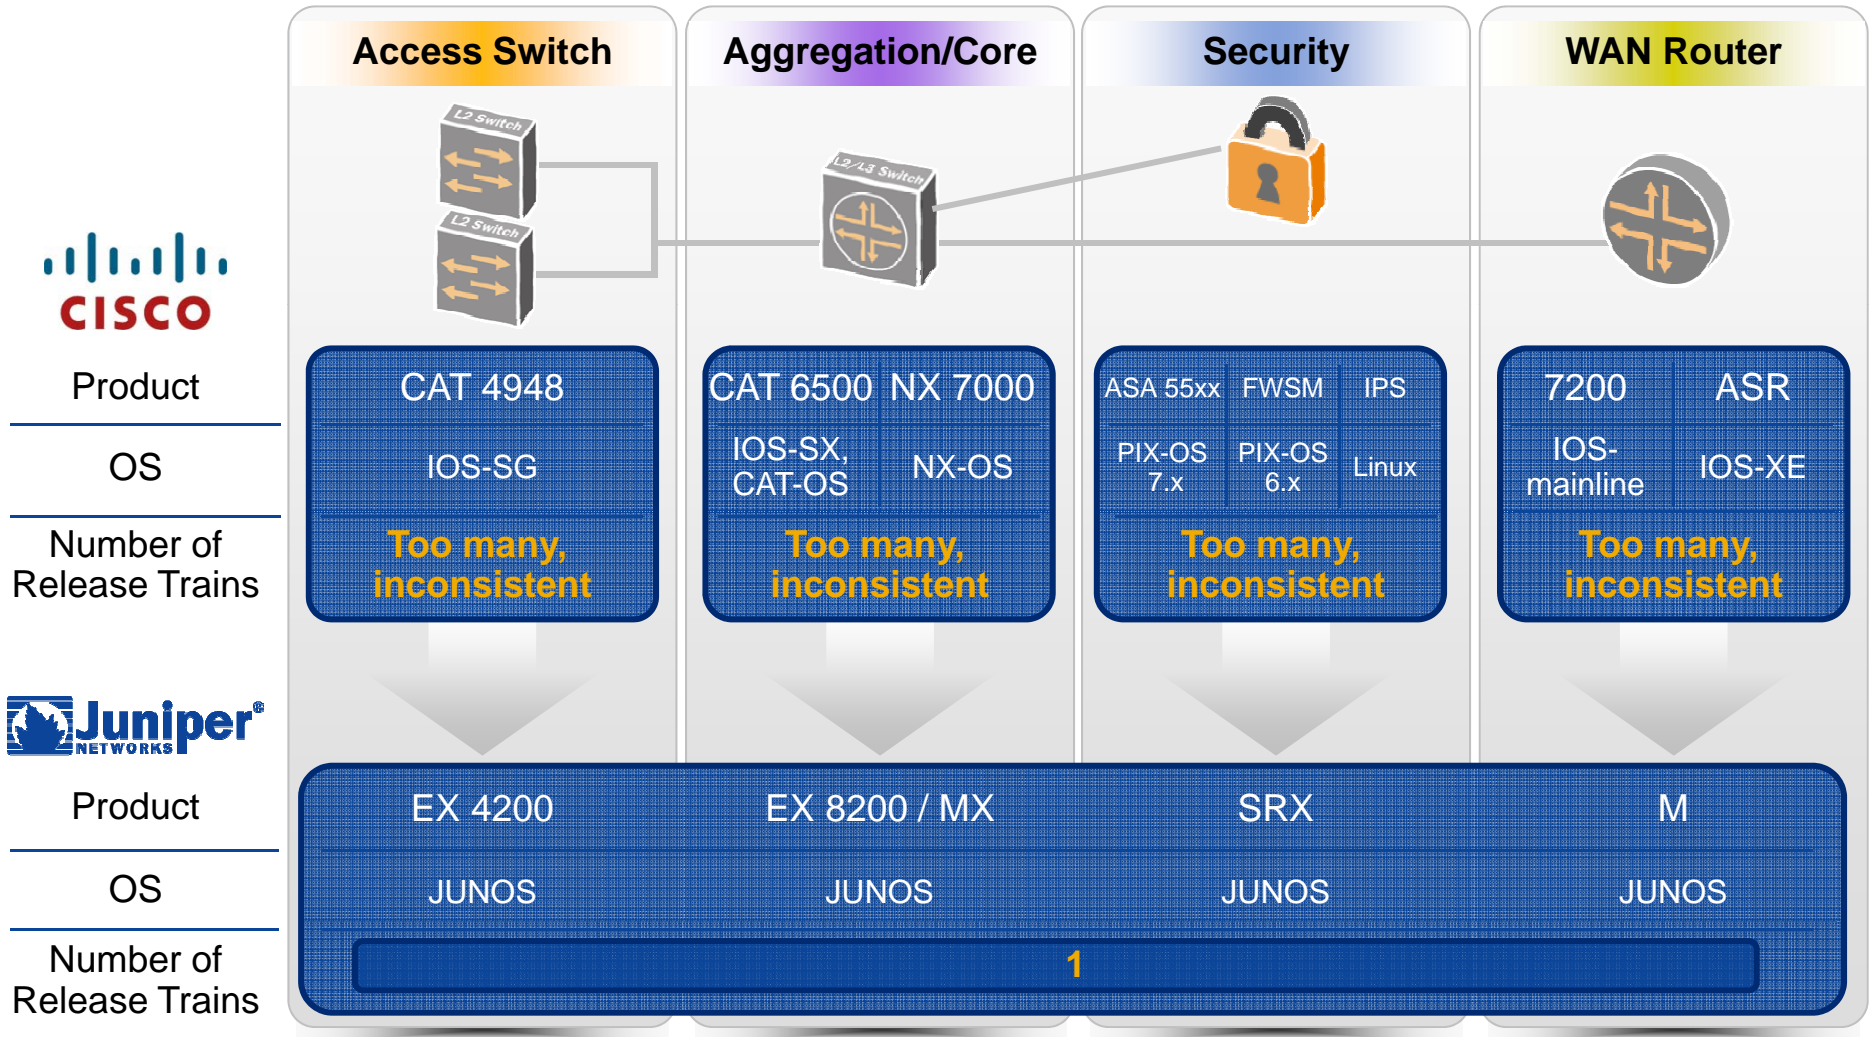 Access Switch
Aggregation/Core
Security
WAN Router
L2 Switch
L2 Switch
L2/L3 Switch
CISCO
Product
CAT 4948
CAT 6500
NX 7000
ASA 55xx
FWSM
IPS
7200
ASR
OS
IOS-SG
IOS-SX,
CAT-OS
NX-OS
PIX-OS
7.x
PIX-OS
6.x
Linux
IOS-
mainline
IOS-XE
Number of
Release Trains
Too many,
inconsistent
Too many,
inconsistent
Too many,
inconsistent
Too many,
inconsistent
Juniper®
NETWORKS
Product
EX 4200
EX 8200 / MX
SRX
M
OS
JUNOS
JUNOS
JUNOS
JUNOS
Number of
Release Trains
1